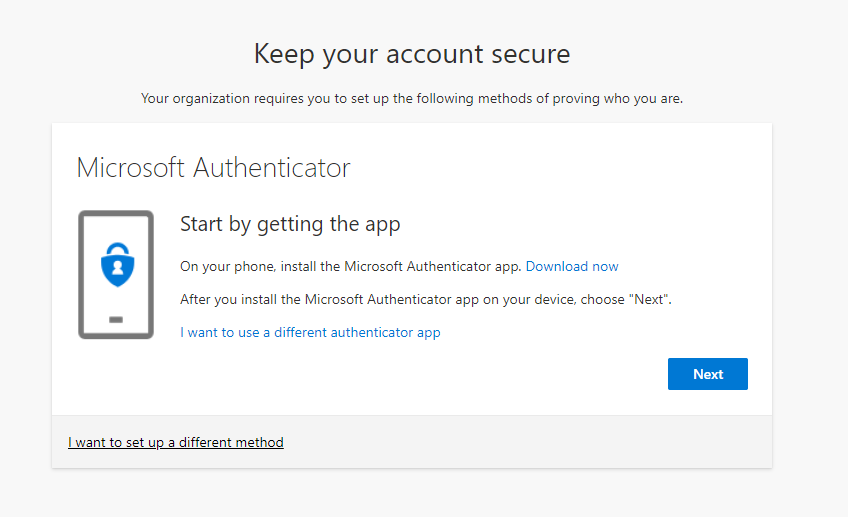 Keep your account secure
Your organization requires you to set up the following methods of proving who you are.
Microsoft Authenticator
Start by getting the app
On your phone, install the Microsoft Authenticator app. Download now
After you install the Microsoft Authenticator app on your device, choose "Next".
I want to use a different authenticator app
Next
I want to set up a different method